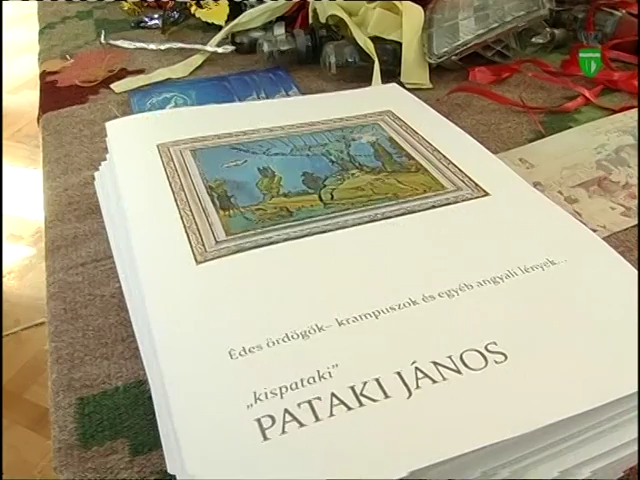 Édes ördögök– krampuszok és egyéb angyali lények...
„kispataki”
PATAKI JÁNOS